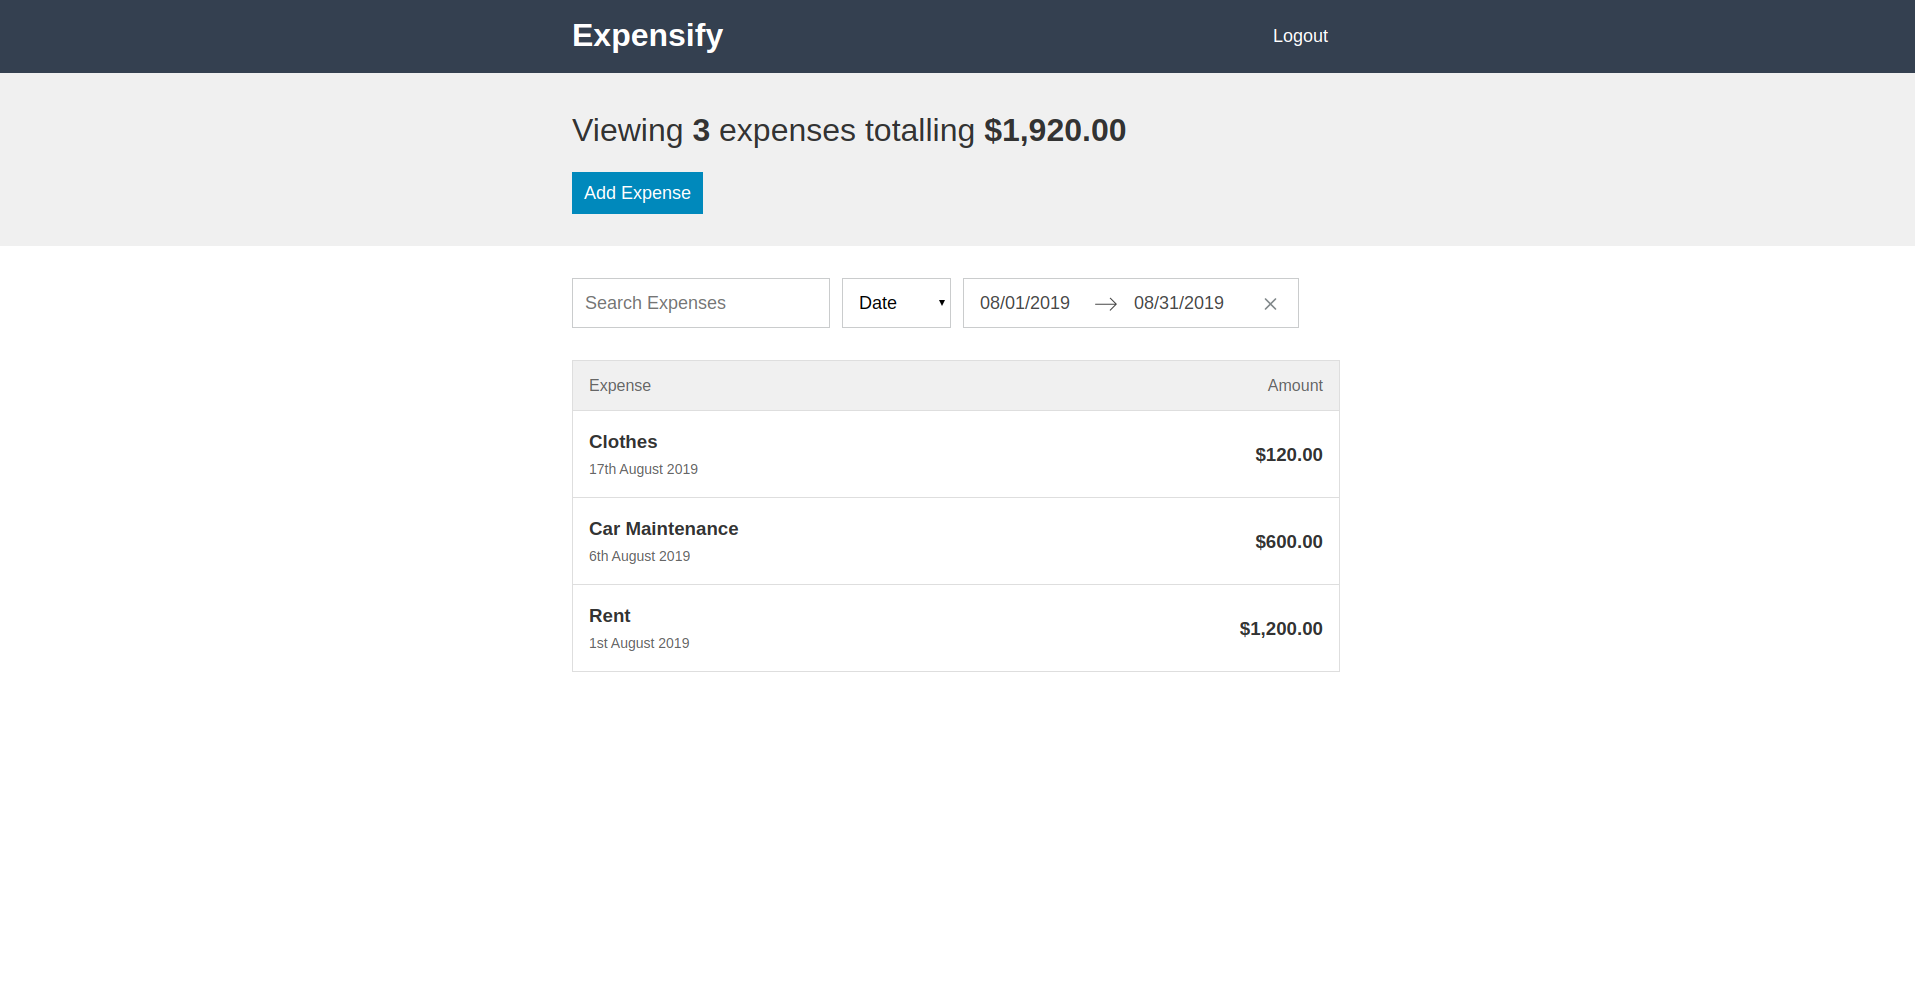 Expensify Logout
Viewing 3 expenses totalling $1,920.00
Add Expense
Search Expenses Date 08/01/2019 08/31/2019
Expense Amount
Clothes
17th August 2019
$120.00
Car Maintenance
6th August 2019
$600.00
Rent
1st August 2019
$1,200.00